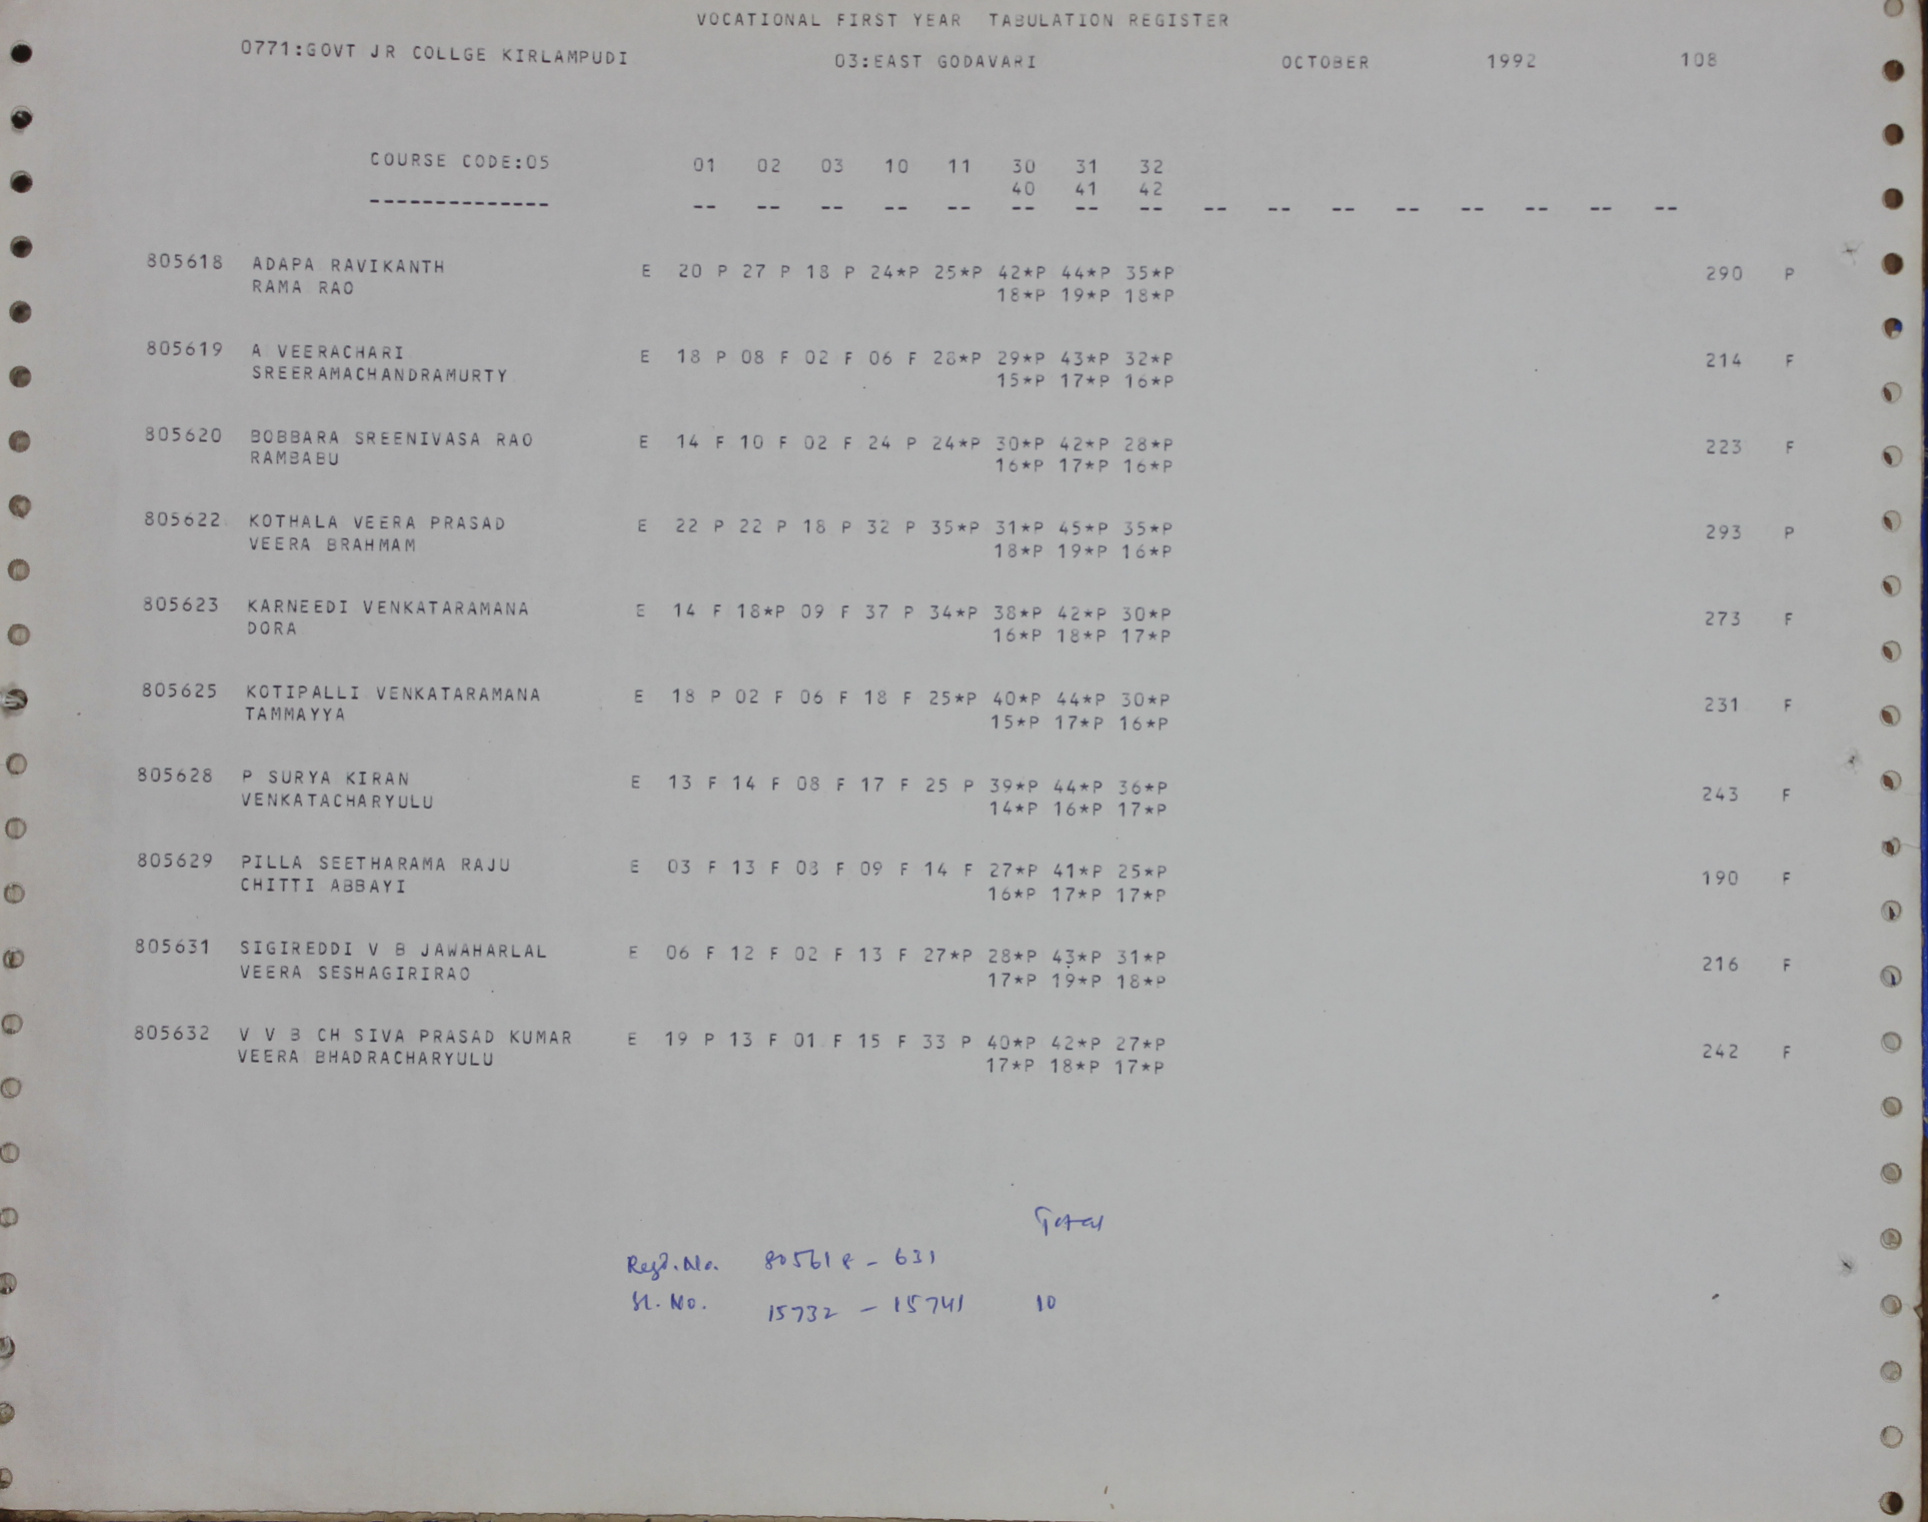 VOCATIONAL FIRST YEAR TABULATION REGISTER
0771:GOVT JR COLLGE KIRLAMPUDI 03:EAST GODAVARI OCTOBER 1992 108
COURSE CODE:05 01 02 03 10 11 30 31 32
40 41 42
-------------- -- -- -- -- -- -- -- -- -- -- -- -- -- -- -- --
805618 ADAPA RAVIKANTH E 20 P 27 P 18 P 24*P 25*P 42*P 44*P 35*P 290 P
RAMA RAO 18*P 19*P 18*P
805619 A VEERACHARI E 18 P 08 F 02 F 06 F 28*P 29*P 43*P 32*P 214 F
SREERAMACHANDRAMURTY 15*P 17*P 16*P
805620 BOBBARA SREENIVASA RAO E 14 F 10 F 02 F 24 P 24*P 30*P 42*P 28*P 223 F
RAMBABU 16*P 17*P 16*P
805622 KOTHALA VEERA PRASAD E 22 P 22 P 18 P 32 P 35*P 31*P 45*P 35*P 293 P
VEERA BRAHMAM 18*P 19*P 16*P
805623 KARNEEDI VENKATARAMANA E 14 F 18*P 09 F 37 P 34*P 38*P 42*P 30*P 273 F
DORA 16*P 18*P 17*P
805625 KOTIPALLI VENKATARAMANA E 18 P 02 F 06 F 18 F 25*P 40*P 44*P 30*P 231 F
TAMMAYYA 15*P 17*P 16*P
805628 P SURYA KIRAN E 13 F 14 F 08 F 17 F 25 P 39*P 44*P 36*P 243 F
VENKATACHARYULU 14*P 16*P 17*P
805629 PILLA SEETHARAMA RAJU E 03 F 13 F 08 F 09 F 14 F 27*P 41*P 25*P 190 F
CHITTI ABBAYI 16*P 17*P 17*P
805631 SIGIREDDI V B JAWAHARLAL E 06 F 12 F 02 F 13 F 27*P 28*P 43*P 31*P 216 F
VEERA SESHAGIRIRAO 17*P 19*P 18*P
805632 V V B CH SIVA PRASAD KUMAR E 19 P 13 F 01 F 15 F 33 P 40*P 42*P 27*P 242 F
VEERA BHADRACHARYULU 17*P 18*P 17*P
Total
Regd.No. 805618 - 631
Sl. No. 15732 - 15741 10